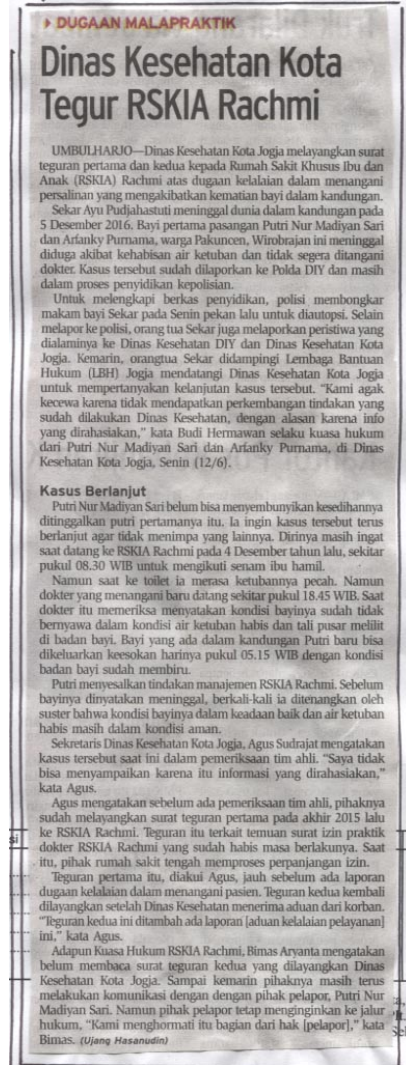 DUGAAN MALAPRAKTIK
Dinas Kesehatan Kota
Tegur RSKIA Rachmi
UMBULHARJO—Dinas Kesehatan Kota Jogja melayangkan surat
teguran pertama dan kedua kepada Rumah Sakit Khusus Ibu dan
Anak (RSKIA) Rachmi atas dugaan kelalaian dalam menangani
persalinan yang mengakibatkan kematian bayi dalam kandungan.
Sekar Ayu Pudjahastuti meninggal dunia dalam kandungan pada
5 Desember 2016. Bayi pertama pasangan Putri Nur Madiyan Sari
dan Arianky Purnama, warga Pakuncen, Wirobrajan ini meninggal
diduga akibat kehabisan air ketuban dan tidak segera ditangani
dokter. Kasus tersebut sudah dilaporkan ke Polda DIY dan masih
dalam proses penyidikan kepolisian.
Untuk melengkapi berkas penyidikan, polisi membongkar
makam bayi Sekar pada Senin pekan lalu untuk diautopsi. Selain
melapor ke polisi, orang tua Sekar juga melaporkan peristiwa yang
dialaminya ke Dinas Kesehatan DIY dan Dinas Kesehatan Kota
Jogja. Kemarin, orangtua Sekar didampingi Lembaga Bantuan
Hukum (LBH) Jogja mendatangi Dinas Kesehatan Kota Jogja
untuk mempertanyakan kelanjutan kasus tersebut. "Kami agak
kecewa karena tidak mendapatkan perkembangan tindakan yang
sudah dilakukan Dinas Kesehatan, dengan alasan karena info
yang dirahasiakan," kata Budi Hermawan selaku kuasa hukum
dari Putri Nur Madiyan Sari dan Arianky Purnama, di Dinas
Kesehatan Kota Jogja, Senin (12/6).
Kasus Berlanjut
Putri Nur Madiyan Sari belum bisa menyembunyikan kesedihannya
ditinggalkan putri pertamanya itu. Ia ingin kasus tersebut terus
berlanjut agar tidak menimpa yang lainnya. Dirinya masih ingat
saat datang ke RSKIA Rachmi pada 4 Desember tahun lalu, sekitar
pukul 08.30 WIB untuk mengikuti senam ibu hamil.
Namun saat ke toilet ia merasa ketubannya pecah. Namun
dokter yang menangani baru datang sekitar pukul 18.45 WIB. Saat
dokter itu memeriksa menyatakan kondisi bayinya sudah tidak
bernyawa dalam kondisi air ketuban habis dan tali pusar melilit
di badan bayi. Bayi yang ada dalam kandungan Putri baru bisa
dikeluarkan keesokan harinya pukul 05.15 WIB dengan kondisi
badan bayi sudah membiru.
Putri menyesalkan tindakan manajemen RSKIA Rachmi. Sebelum
bayinya dinyatakan meninggal, berkali-kali ia ditenangkan oleh
suster bahwa kondisi bayinya dalam keadaan baik dan air ketuban
habis masih dalam kondisi aman.
Sekretaris Dinas Kesehatan Kota Jogja, Agus Sudrajat mengatakan
kasus tersebut saat ini dalam pemeriksaan tim ahli. "Saya tidak
bisa menyampaikan karena itu informasi yang dirahasiakan,"
kata Agus.
Agus mengatakan sebelum ada pemeriksaan tim ahli, pihaknya
sudah melayangkan surat teguran pertama pada akhir 2015 lalu
ke RSKIA Rachmi. Teguran itu terkait temuan surat izin praktik
dokter RSKIA Rachmi yang sudah habis masa berlakunya. Saat
itu, pihak rumah sakit tengah memproses perpanjangan izin.
Teguran pertama itu, diakui Agus, jauh sebelum ada laporan
dugaan kelalaian dalam menangani pasien. Teguran kedua kembali
dilayangkan setelah Dinas Kesehatan menerima aduan dari korban.
"Teguran kedua ini ditambah ada laporan [aduan kelalaian pelayanan]
ini," kata Agus.
Adapun Kuasa Hukum RSKIA Rachmi, Bimas Aryanta mengatakan
belum membaca surat teguran kedua yang dilayangkan Dinas
Kesehatan Kota Jogja. Sampai kemarin pihaknya masih terus
melakukan komunikasi dengan dengan pihak pelapor, Putri Nur
Madiyan Sari. Namun pihak pelapor tetap menginginkan ke jalur
hukum, "Kami menghormati itu bagian dari hak [pelapor]," kata
Bimas. (Ujang Hasanudin)